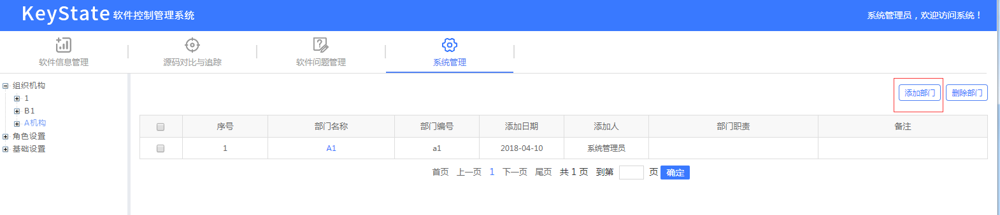 KeyState 软件控制管理系统
系统管理员，欢迎访问系统！
软件信息管理
源码对比与追踪
软件问题管理
系统管理
组织机构
1
B1
A机构
角色设置
基础设置
添加部门 删除部门
序号 部门名称 部门编号 添加日期 添加人 部门职责 备注
1 A1 a1 2018-04-10 系统管理员
首页 上一页 1 下一页 尾页 共 1 页 到第 页 确定